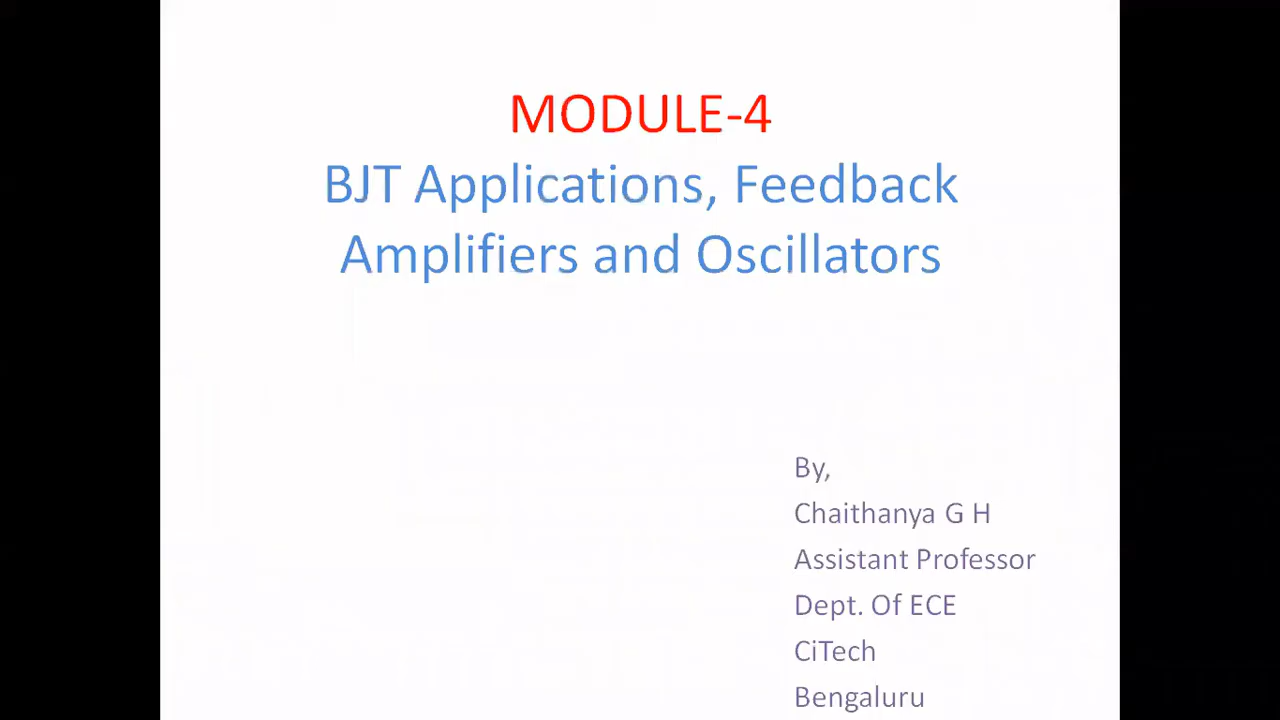 MODULE-4
BJT Applications, Feedback
Amplifiers and Oscillators
By,
Chaithanya G H
Assistant Professor
Dept. Of ECE
CiTech
Bengaluru